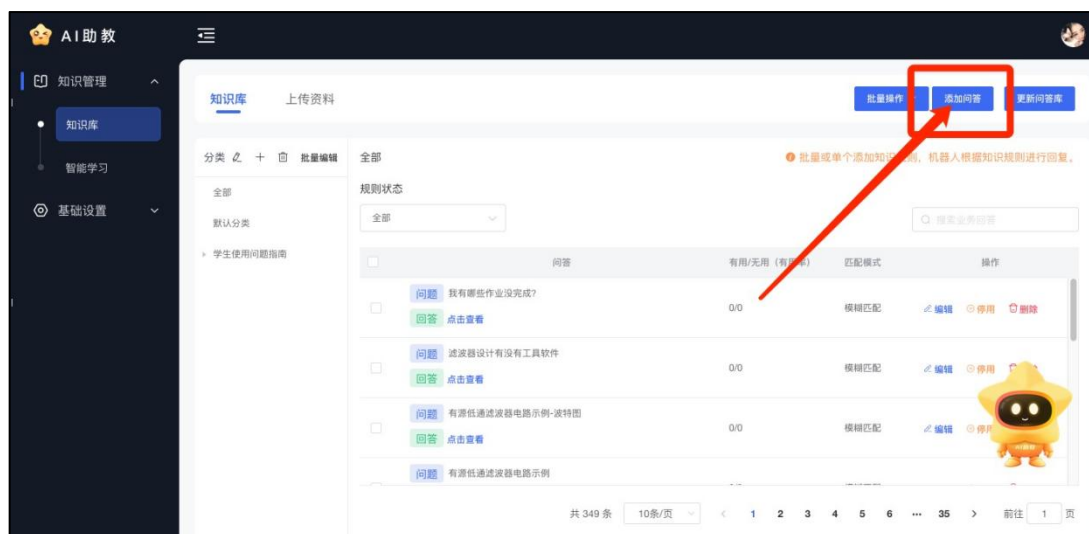 AI助教
知识管理
知识库
智能学习
基础设置
知识库 上传资料
批量操作 添加问答 更新问答库
分类 批量编辑
全部
默认分类
学生使用问题指南
全部
批量或单个添加知识规则，机器人根据知识规则进行回复。
规则状态
全部
搜索业务问答
问答 有用/无用（有用率） 匹配模式 操作
问题 我有哪些作业没完成?
回答 点击查看
0/0 模糊匹配 编辑 停用 删除
问题 滤波器设计有没有工具软件
回答 点击查看
0/0 模糊匹配 编辑 停用
问题 有源低通滤波器电路示例-波特图
回答 点击查看
0/0 模糊匹配 编辑 停用
问题 有源低通滤波器电路示例
AI助教
共 349 条 10条/页 < 1 2 3 4 5 6 ··· 35 > 前往 1 页